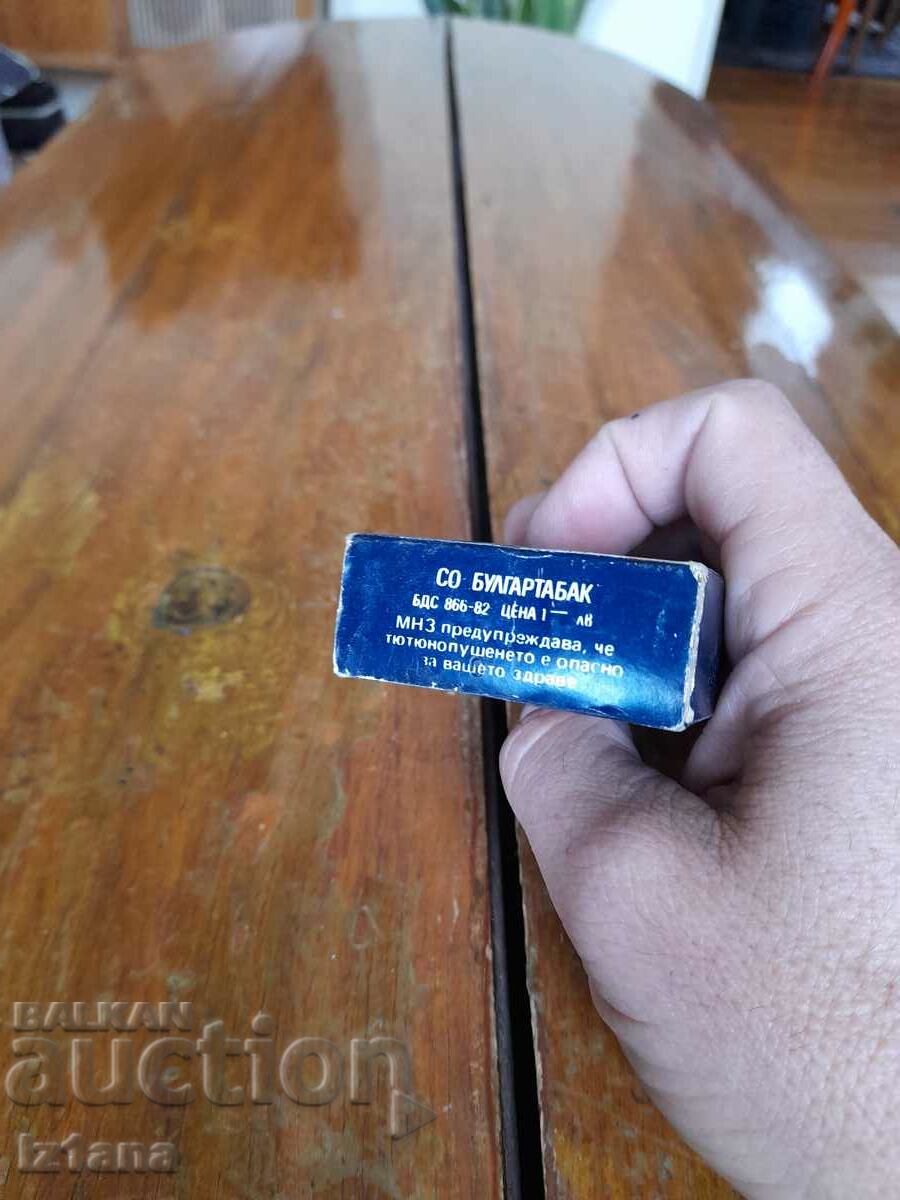 СО БУЛГАРТАБАК
БДС 866-82 ЦЕНА 1— лв
МНЗ предупреждава, че
тютюнопушенето е опасно
за вашето здраве
BALKAN
auction
Iztana